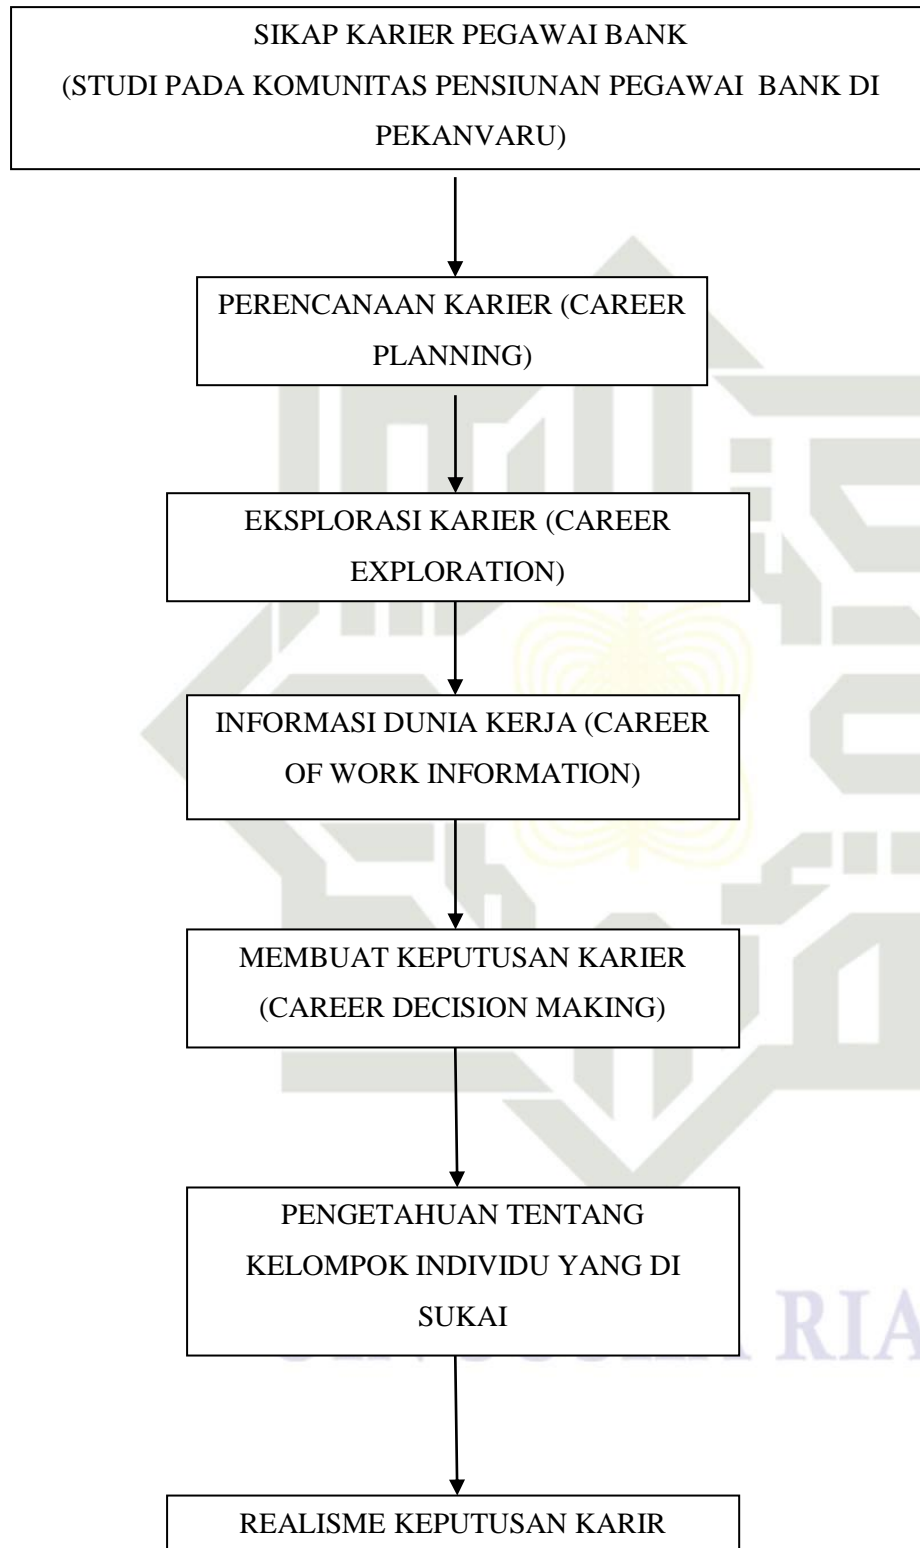 SIKAP KARIER PEGAWAI BANK
(STUDI PADA KOMUNITAS PENSIUNAN PEGAWAI BANK DI
PEKANVARU)
PERENCANAAN KARIER (CAREER
PLANNING)
EKSPLORASI KARIER (CAREER
EXPLORATION)
INFORMASI DUNIA KERJA (CAREER
OF WORK INFORMATION)
MEMBUAT KEPUTUSAN KARIER
(CAREER DECISION MAKING)
PENGETAHUAN TENTANG
KELOMPOK INDIVIDU YANG DI
SUKAI
RIA
REALISME KEPUTUSAN KARIR